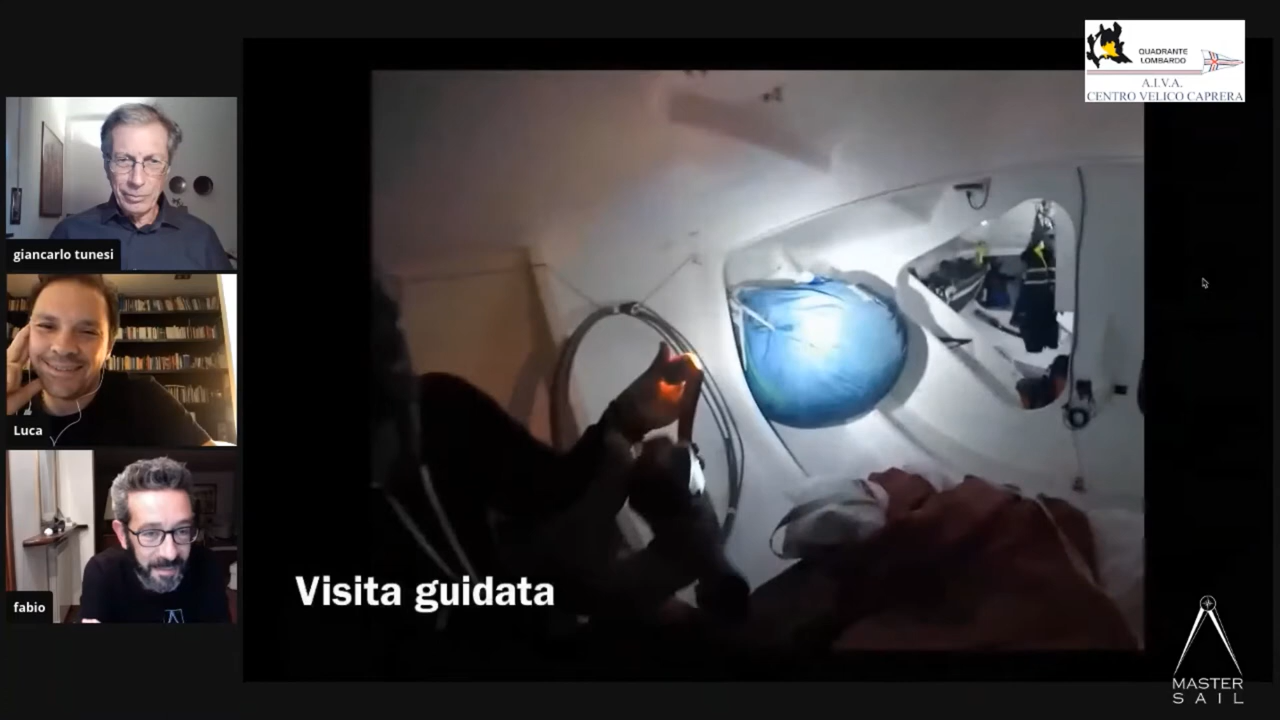 QUADRANTE
LOMBARDO
A.I.V.A.
CENTRO VELICO CAPRERA
giancarlo tunesi
Luca
fabio
Visita guidata
MASTER
SAIL